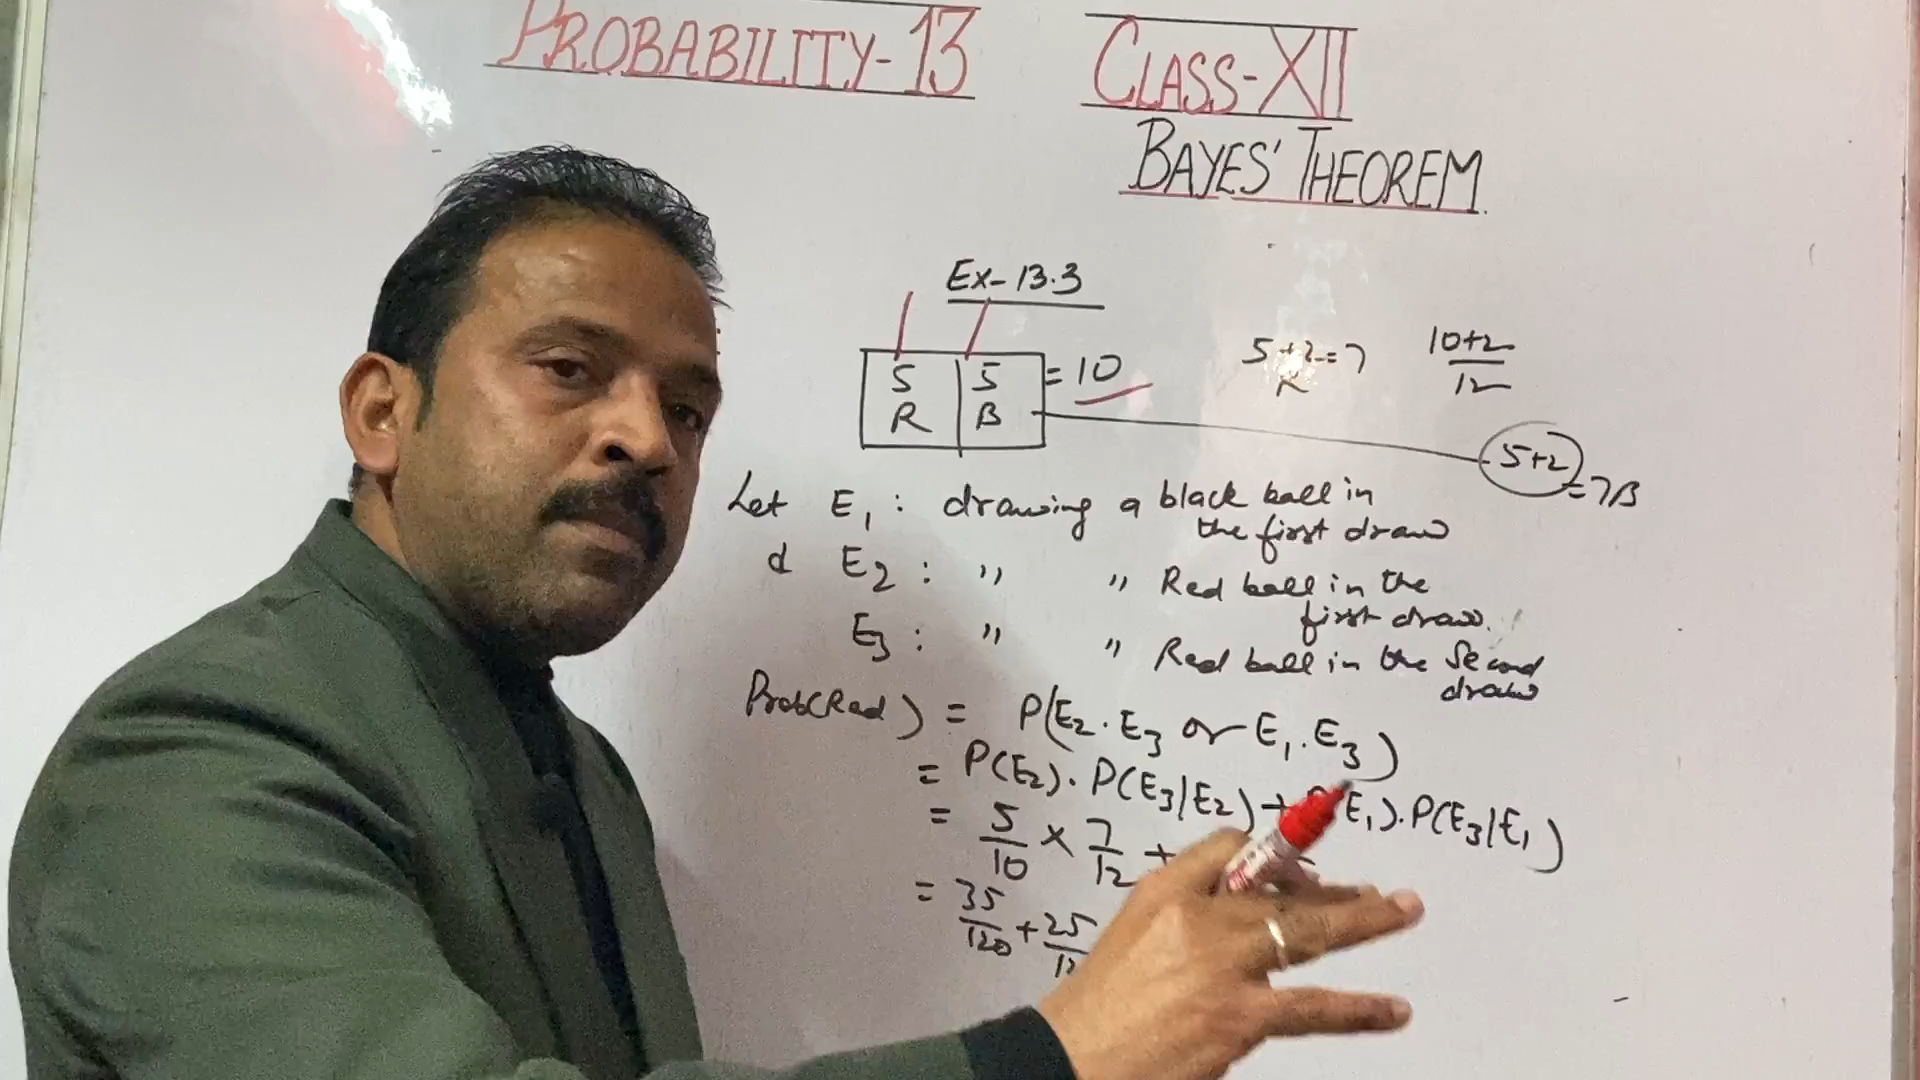 PROBABILITY-13
CLASS-XII
BAYES' THEOREM.
Ex-13.3
5 R | 5 B = 10
5+2=7
R
10+2
12
5+2 = 7B
Let E1 : drawing a black ball in
the first draw
& E2 : " " Red ball in the
first draw.
E3 : " " Red ball in the Second
draw
Prob(Red) = P(E2 . E3 or E1 . E3)
= P(E2) . P(E3/E2) + P(E1) . P(E3/E1)
= 5/10 × 7/12 +
= 35/120 + 25/12